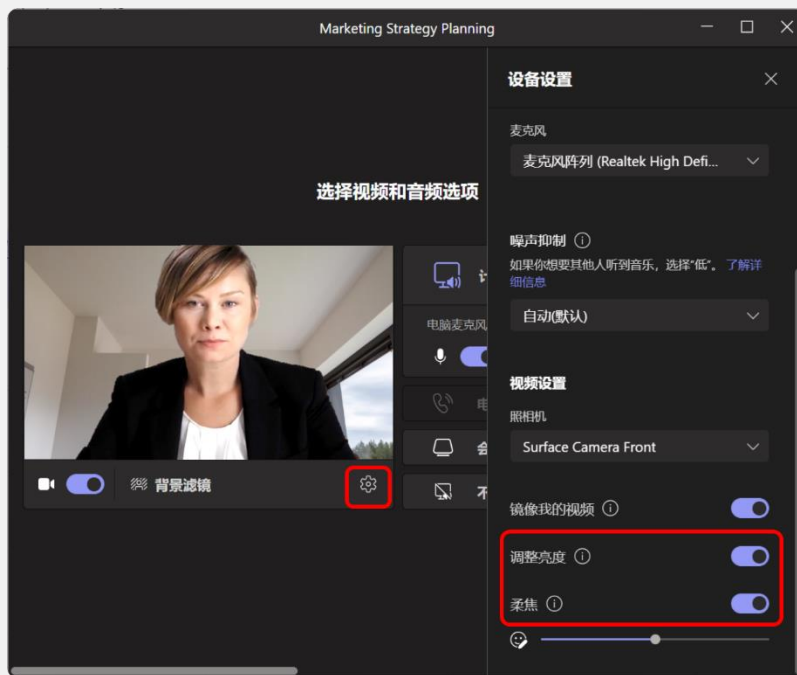 Marketing Strategy Planning
设备设置
麦克风
麦克风阵列 (Realtek High Defi...
选择视频和音频选项
噪声抑制
如果你想要其他人听到音乐，选择“低”。 了解详
细信息
自动(默认)
电脑麦克风
视频设置
照相机
Surface Camera Front
背景滤镜
镜像我的视频
调整亮度
柔焦